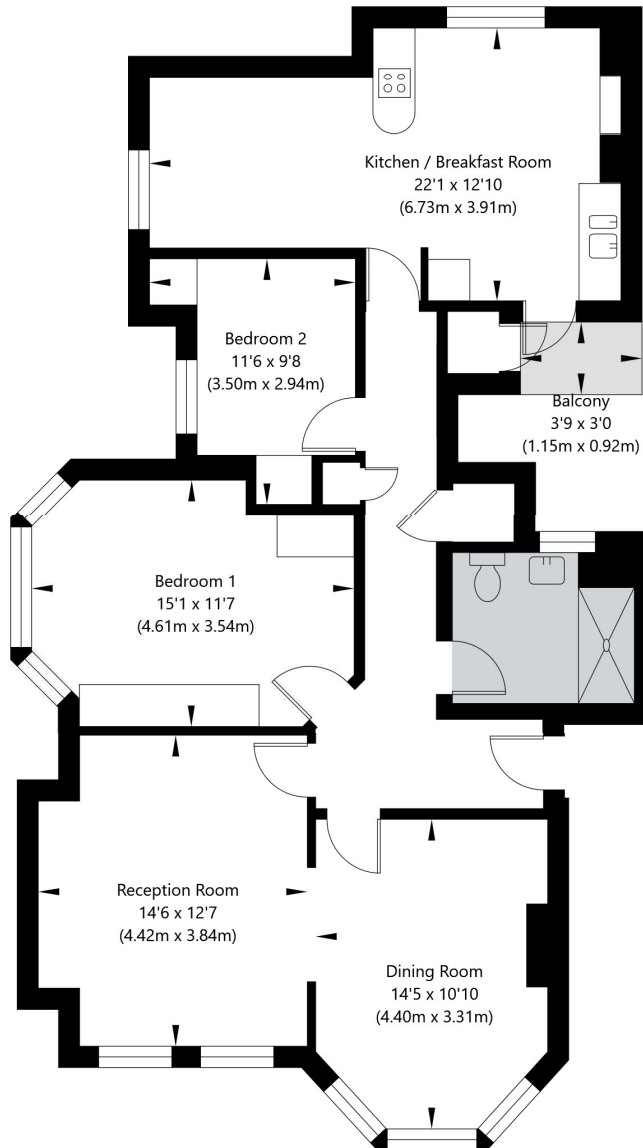 Kitchen / Breakfast Room
22'1 x 12'10
(6.73m x 3.91m)
Bedroom 2
11'6 x 9'8
(3.50m x 2.94m)
Balcony
3'9 x 3'0
(1.15m x 0.92m)
Bedroom 1
15'1 x 11'7
(4.61m x 3.54m)
Reception Room
14'6 x 12'7
(4.42m x 3.84m)
Dining Room
14'5 x 10'10
(4.40m x 3.31m)